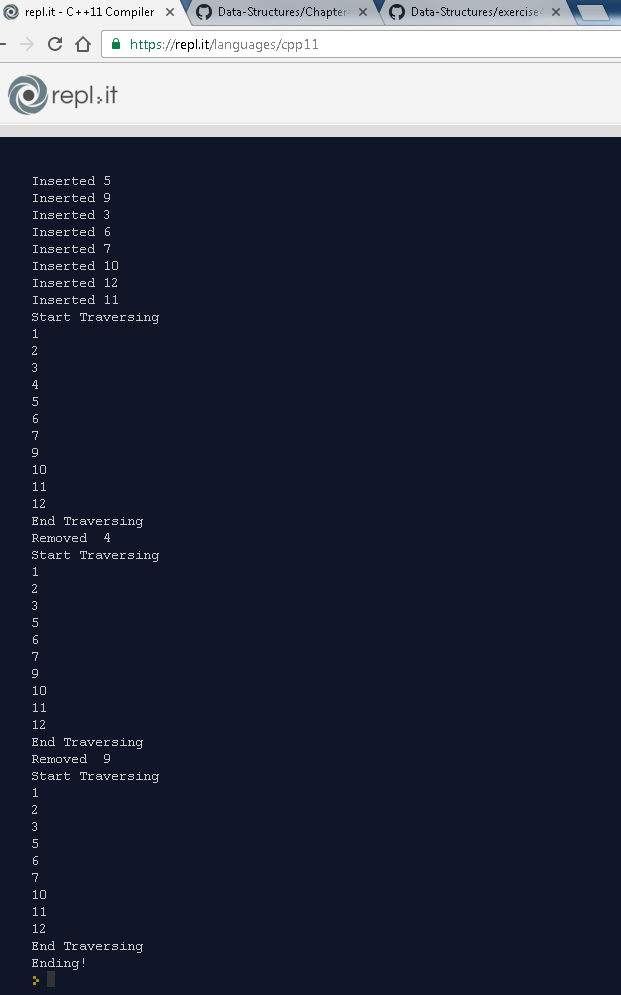 repl.it - C++11 Compiler
Data-Structures/Chapter
Data-Structures/exercise4
https://repl.it/languages/cpp11
repl.it
Inserted 5
Inserted 9
Inserted 3
Inserted 6
Inserted 7
Inserted 10
Inserted 12
Inserted 11
Start Traversing
1
2
3
4
5
6
7
9
10
11
12
End Traversing
Removed  4
Start Traversing
1
2
3
5
6
7
9
10
11
12
End Traversing
Removed  9
Start Traversing
1
2
3
5
6
7
10
11
12
End Traversing
Ending!